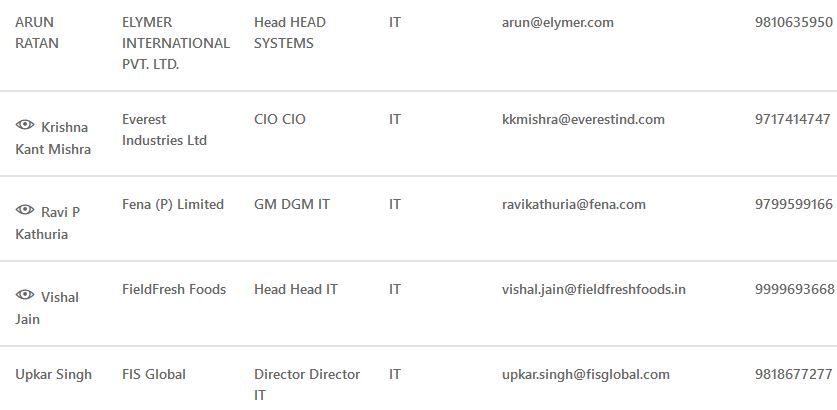 ARUN RATAN ELYMER INTERNATIONAL PVT. LTD. Head HEAD SYSTEMS IT arun@elymer.com 9810635950
Krishna Kant Mishra Everest Industries Ltd CIO CIO IT kkmishra@everestind.com 9717414747
Ravi P Kathuria Fena (P) Limited GM DGM IT IT ravikathuria@fena.com 9799599166
Vishal Jain FieldFresh Foods Head Head IT IT vishal.jain@fieldfreshfoods.in 9999693668
Upkar Singh FIS Global Director Director IT IT upkar.singh@fisglobal.com 9818677277